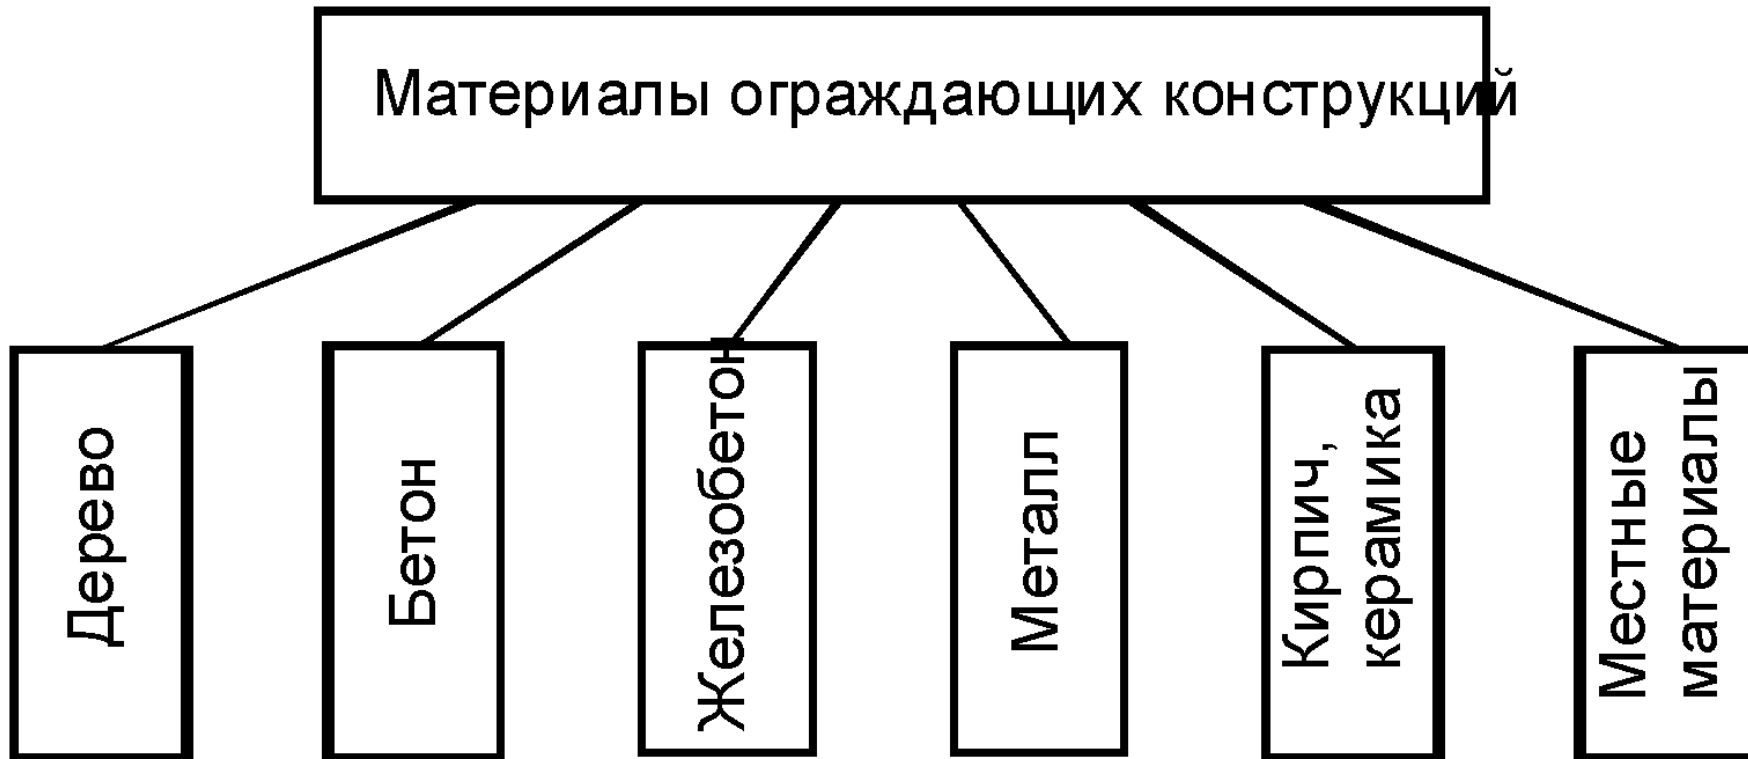 Материалы ограждающих конструкций
Дерево
Бетон
Железобетон
Металл
Кирпич,
керамика
Местные
материалы